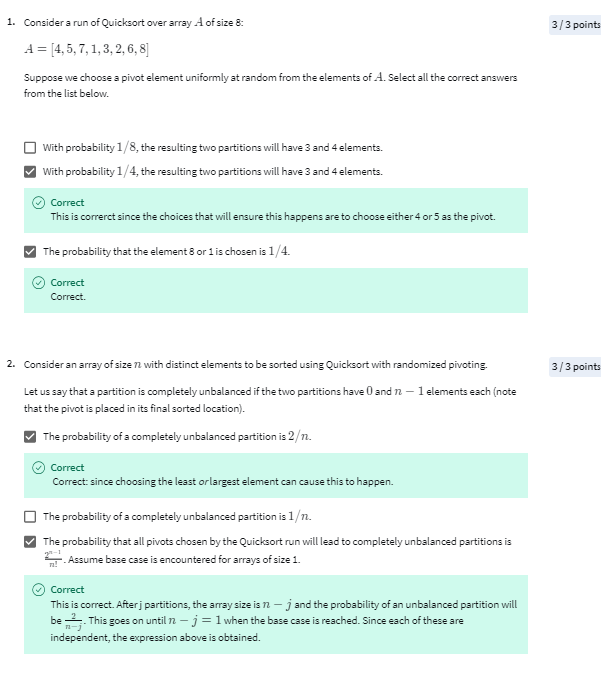 1. Consider a run of Quicksort over array A of size 8:
3 / 3 points
A = [4, 5, 7, 1, 3, 2, 6, 8]
Suppose we choose a pivot element uniformly at random from the elements of A. Select all the correct answers
from the list below.
With probability 1/8, the resulting two partitions will have 3 and 4 elements.
With probability 1/4, the resulting two partitions will have 3 and 4 elements.
Correct
This is correrct since the choices that will ensure this happens are to choose either 4 or 5 as the pivot.
The probability that the element 8 or 1 is chosen is 1/4.
Correct
Correct.
2. Consider an array of size n with distinct elements to be sorted using Quicksort with randomized pivoting.
3 / 3 points
Let us say that a partition is completely unbalanced if the two partitions have 0 and n − 1 elements each (note
that the pivot is placed in its final sorted location).
The probability of a completely unbalanced partition is 2/n.
Correct
Correct: since choosing the least or largest element can cause this to happen.
The probability of a completely unbalanced partition is 1/n.
The probability that all pivots chosen by the Quicksort run will lead to completely unbalanced partitions is
2^{n−1}/n!. Assume base case is encountered for arrays of size 1.
Correct
This is correct. After j partitions, the array size is n − j and the probability of an unbalanced partition will
be 2/(n−j). This goes on until n − j = 1 when the base case is reached. Since each of these are
independent, the expression above is obtained.